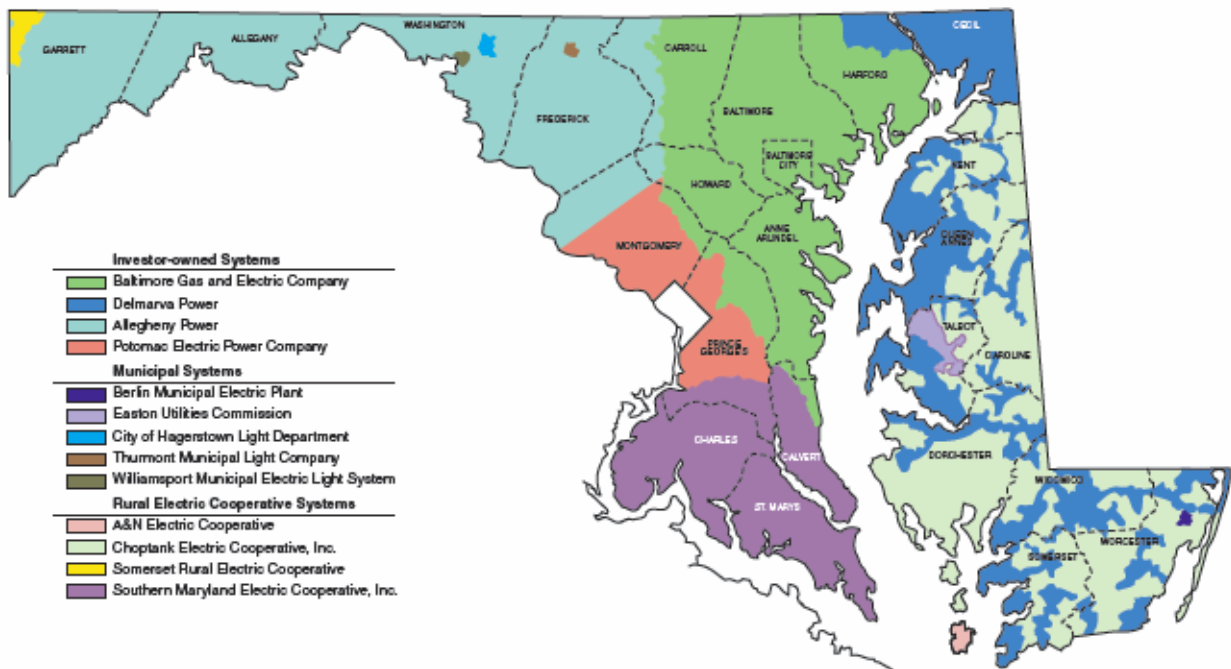 WASHINGTON
CECIL
GARRETT
ALLEGANY
CARROLL
HARFORD
FREDERICK
BALTIMORE
BALTIMORE
CITY
KENT
HOWARD
ANNE
ARUNDEL
QUEEN
ANNES
MONTGOMERY
Investor-owned Systems
Baltimore Gas and Electric Company
Delmarva Power
Allegheny Power
Potomac Electric Power Company
Municipal Systems
Berlin Municipal Electric Plant
Easton Utilities Commission
City of Hagerstown Light Department
Thurmont Municipal Light Company
Williamsport Municipal Electric Light System
Rural Electric Cooperative Systems
A&N Electric Cooperative
Choptank Electric Cooperative, Inc.
Somerset Rural Electric Cooperative
Southern Maryland Electric Cooperative, Inc.
TALBOT
PRINCE
GEORGE'S
CAROLINE
CHARLES
CALVERT
DORCHESTER
WICOMICO
ST. MARYS
WORCESTER
SOMERSET